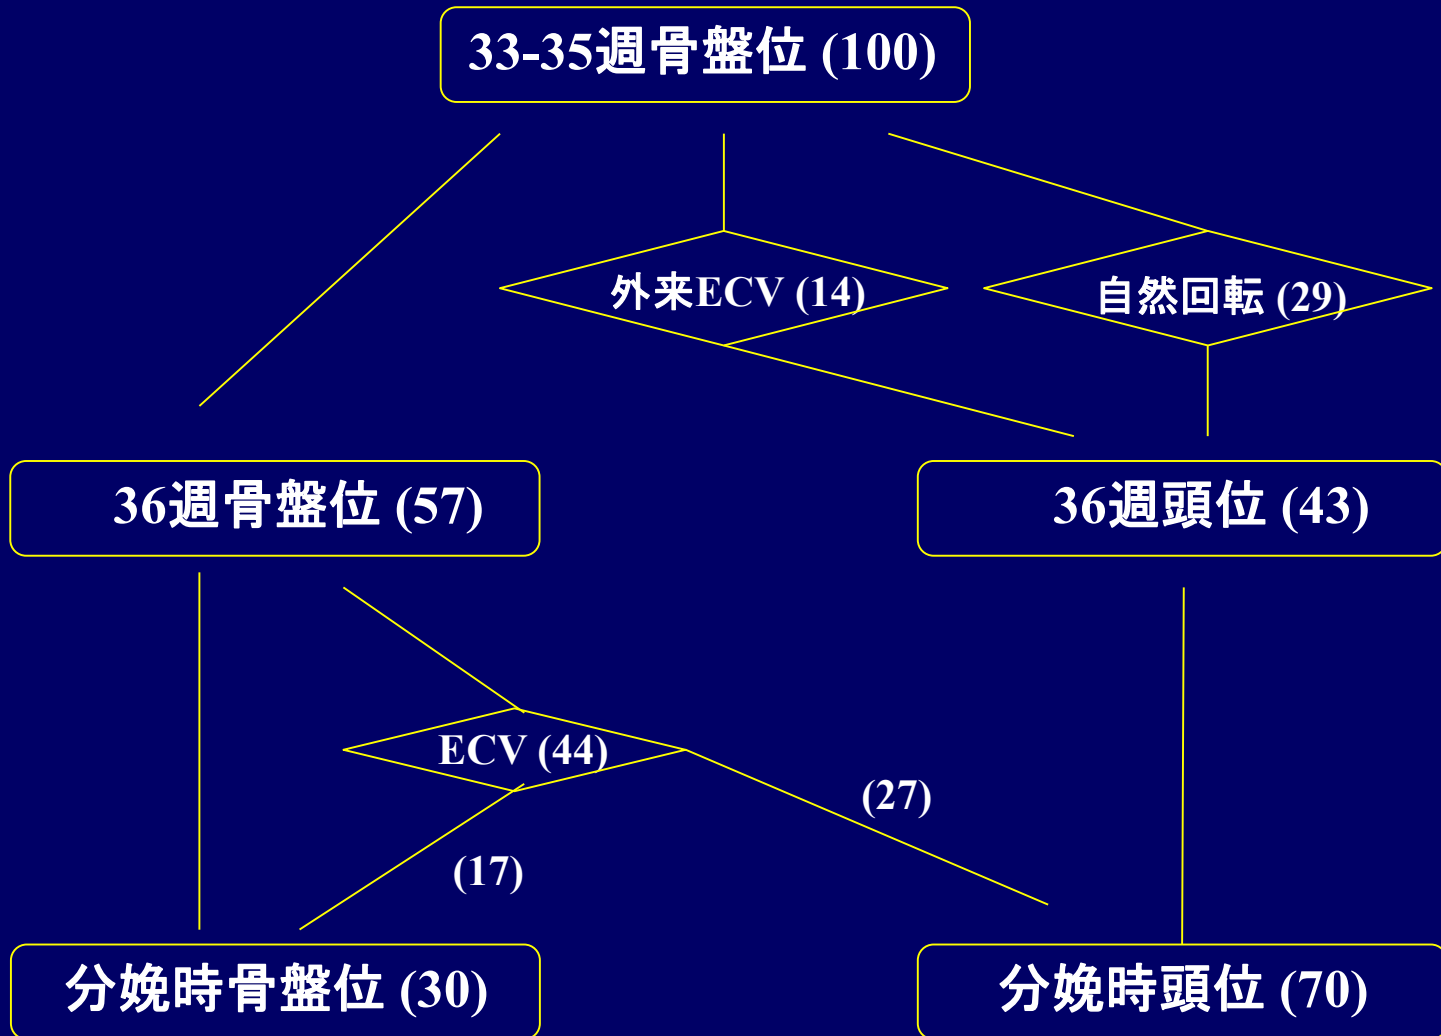 33-35週骨盤位 (100)
外来ECV (14)
自然回転 (29)
36週骨盤位 (57)
36週頭位 (43)
ECV (44)
(27)
(17)
分娩時骨盤位 (30)
分娩時頭位 (70)